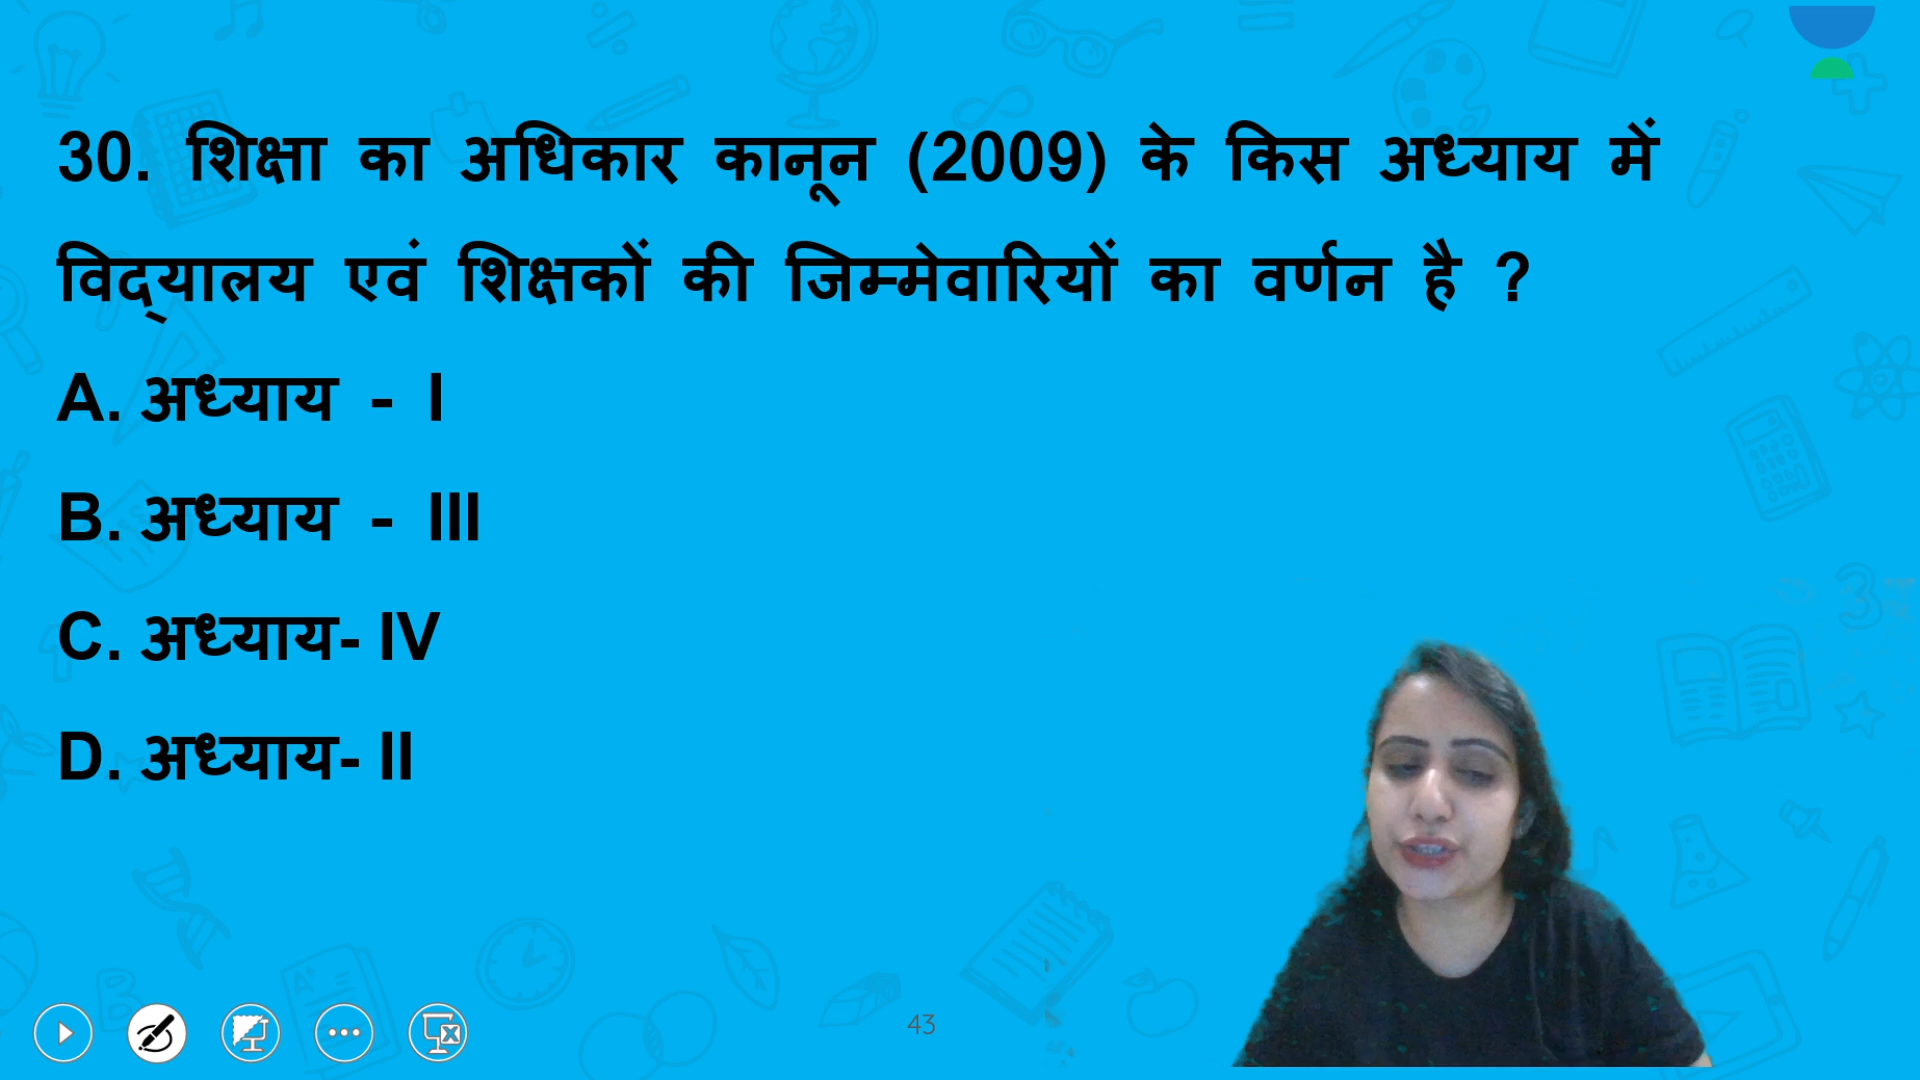 30. शिक्षा का अधिकार कानून (2009) के किस अध्याय में
विद्‌यालय एवं शिक्षकों की जिम्मेवारियों का वर्णन है ?
A. अध्याय - I
B. अध्याय - III
C. अध्याय- IV
D. अध्याय- II
43